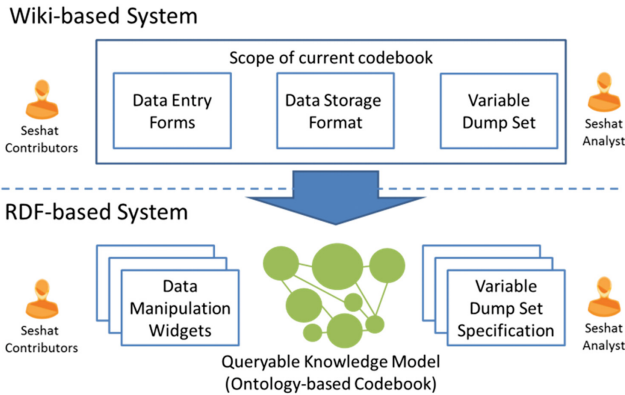 Wiki-based System
Scope of current codebook
Seshat
Contributors
Data Entry
Forms
Data Storage
Format
Variable
Dump Set
Seshat
Analyst
RDF-based System
Seshat
Contributors
Data
Manipulation
Widgets
Variable
Dump Set
Specification
Seshat
Analyst
Queryable Knowledge Model
(Ontology-based Codebook)